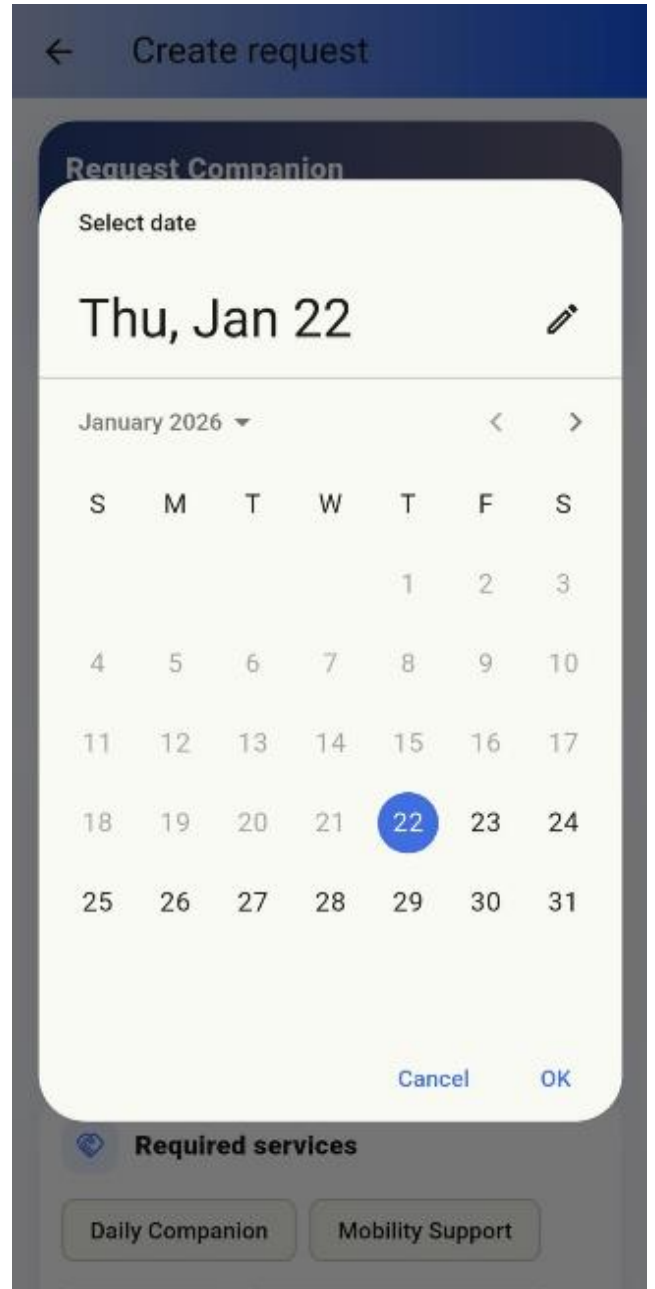 Create request
Request Companion
Select date
Thu, Jan 22
January 2026
S M T W T F S
1 2 3
4 5 6 7 8 9 10
11 12 13 14 15 16 17
18 19 20 21 22 23 24
25 26 27 28 29 30 31
Cancel OK
Required services
Daily Companion Mobility Support